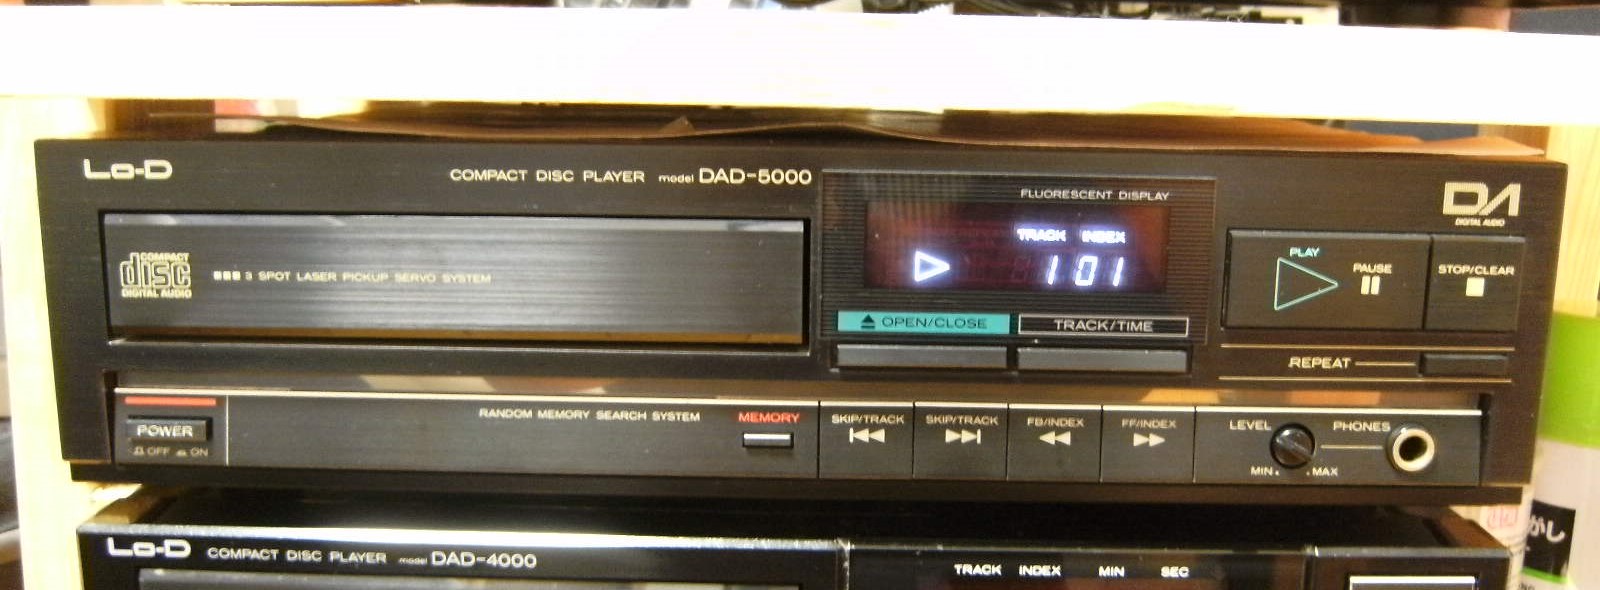 Lo-D
COMPACT DISC PLAYER model DAD-5000
FLUORESCENT DISPLAY
DA
DIGITAL AUDIO
TRACK INDEX
1 01
COMPACT
disc
DIGITAL AUDIO
3 SPOT LASER PICKUP SERVO SYSTEM
OPEN/CLOSE
TRACK/TIME
PLAY
PAUSE
STOP/CLEAR
REPEAT
POWER
OFF ON
RANDOM MEMORY SEARCH SYSTEM
MEMORY
SKIP/TRACK
SKIP/TRACK
FB/INDEX
FF/INDEX
LEVEL
MIN. .MAX
PHONES
Lo-D COMPACT DISC PLAYER model DAD-4000
TRACK INDEX MIN SEC
がし